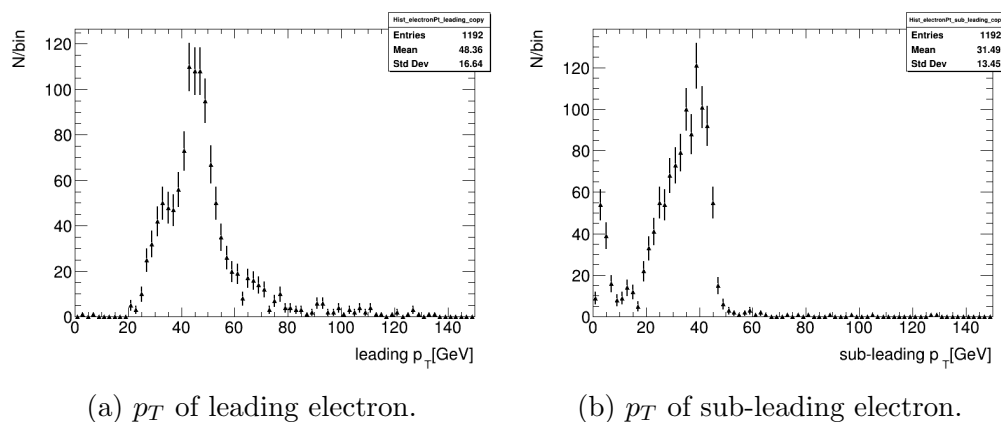 Hist_electronPt_leading_copy
Entries 1192
Mean 48.36
Std Dev 16.64
N/bin
120
100
80
60
40
20
0
0 20 40 60 80 100 120 140
leading p_T[GeV]
(a) p_T of leading electron.
Hist_electronPt_sub_leading_copy
Entries 1192
Mean 31.49
Std Dev 13.45
N/bin
120
100
80
60
40
20
0
0 20 40 60 80 100 120 140
sub-leading p_T[GeV]
(b) p_T of sub-leading electron.